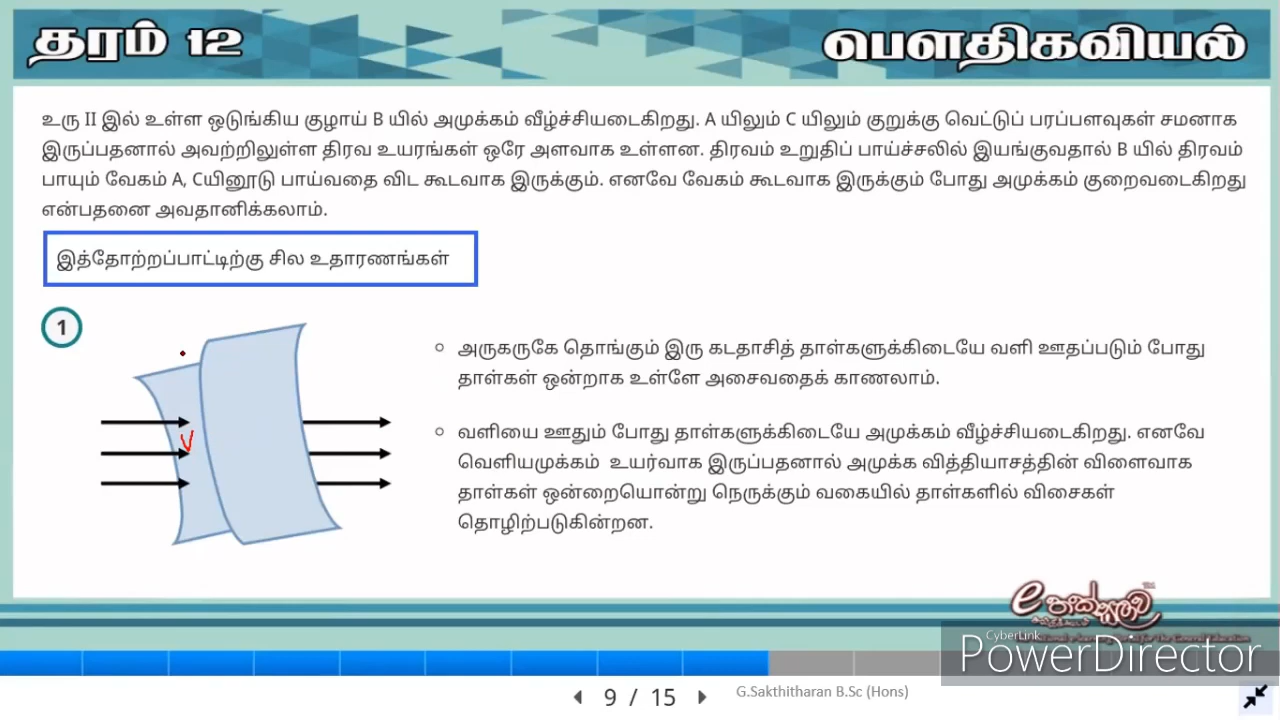 தரம் 12
பௌதிகவியல்
உரு II இல் உள்ள ஒடுங்கிய குழாய் B யில் அமுக்கம் வீழ்ச்சியடைகிறது. A யிலும் C யிலும் குறுக்கு வெட்டுப் பரப்பளவுகள் சமனாக
இருப்பதனால் அவற்றிலுள்ள திரவ உயரங்கள் ஒரே அளவாக உள்ளன. திரவம் உறுதிப் பாய்ச்சலில் இயங்குவதால் B யில் திரவம்
பாயும் வேகம் A, Cயினூடு பாய்வதை விட கூடவாக இருக்கும். எனவே வேகம் கூடவாக இருக்கும் போது அமுக்கம் குறைவடைகிறது
என்பதனை அவதானிக்கலாம்.
இத்தோற்றப்பாட்டிற்கு சில உதாரணங்கள்
1
அருகருகே தொங்கும் இரு கடதாசித் தாள்களுக்கிடையே வளி ஊதப்படும் போது
தாள்கள் ஒன்றாக உள்ளே அசைவதைக் காணலாம்.
V
வளியை ஊதும் போது தாள்களுக்கிடையே அமுக்கம் வீழ்ச்சியடைகிறது. எனவே
வெளியமுக்கம் உயர்வாக இருப்பதனால் அமுக்க வித்தியாசத்தின் விளைவாக
தாள்கள் ஒன்றையொன்று நெருக்கும் வகையில் தாள்களில் விசைகள்
தொழிற்படுகின்றன.
CyberLink
PowerDirector
9 / 15
G.Sakthitharan B.Sc (Hons)